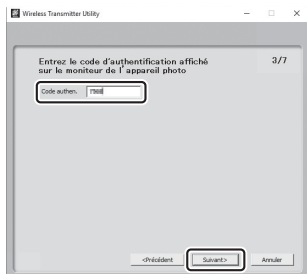 Wireless Transmitter Utility
Entrez le code d'authentification affiché
sur le moniteur de l'appareil photo
3/7
Code authen.
<Précédent
Suivant>
Annuler